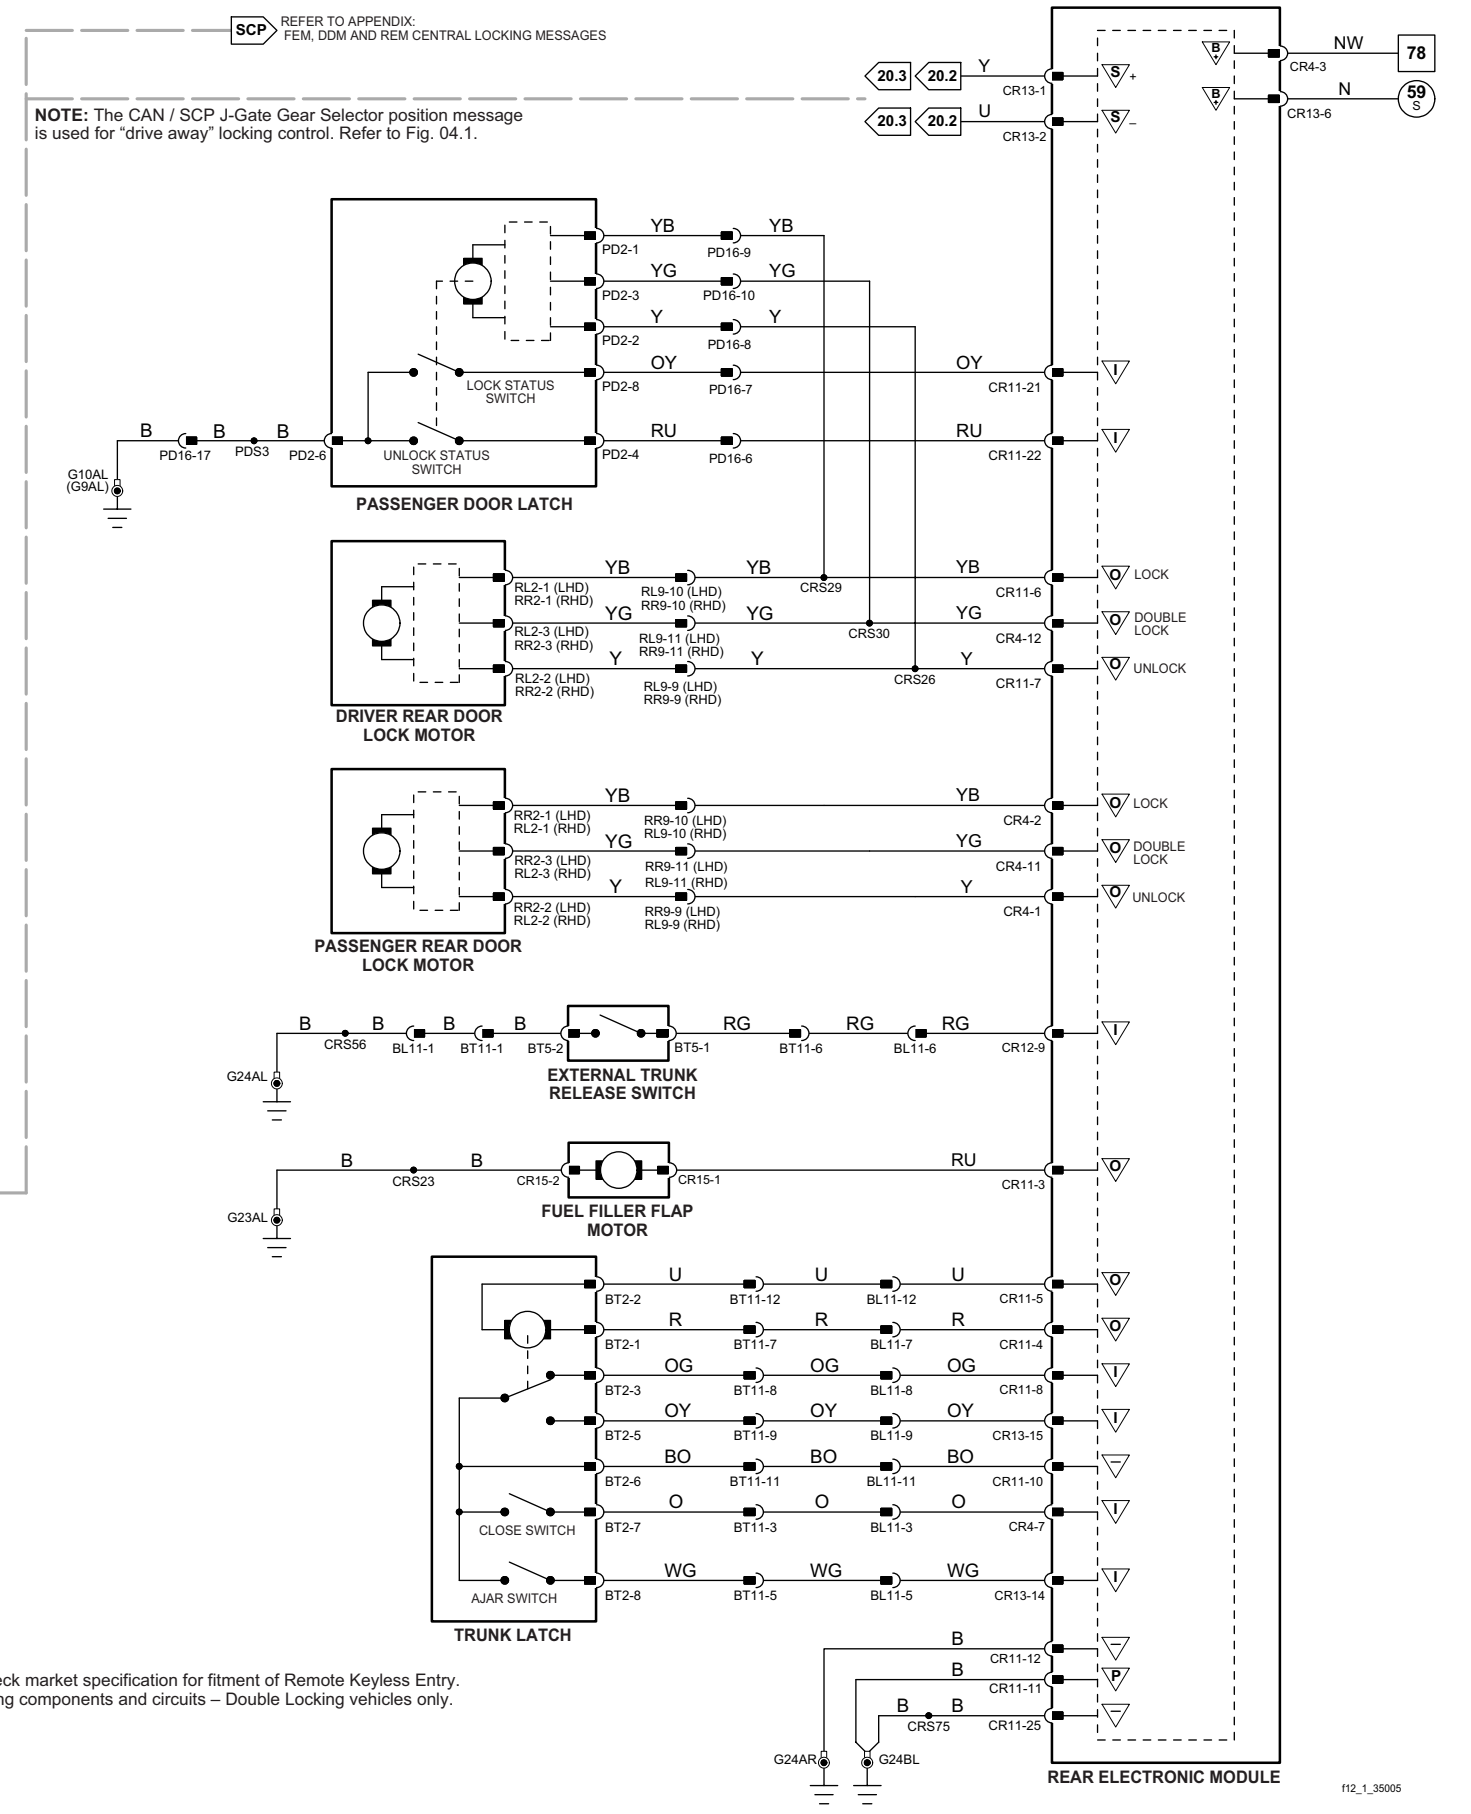 SCP
REFER TO APPENDIX:
FEM, DDM AND REM CENTRAL LOCKING MESSAGES
NOTE: The CAN / SCP J-Gate Gear Selector position message
is used for “drive away” locking control. Refer to Fig. 04.1.
20.3 20.2 Y CR13-1 S +
20.3 20.2 U CR13-2 S –
B + CR4-3 NW 78
B + CR13-6 N 59 S
YB YB
PD2-1 PD16-9
YG YG
PD2-3 PD16-10
Y Y
PD2-2 PD16-8
OY OY
LOCK STATUS
SWITCH
PD2-8 PD16-7 CR11-21 I
B B B RU RU
PD16-17 PDS3 PD2-6
UNLOCK STATUS
SWITCH
PD2-4 PD16-6 CR11-22 I
G10AL
(G9AL)
PASSENGER DOOR LATCH
YB YB YB O LOCK
RL2-1 (LHD) RL9-10 (LHD) CRS29 CR11-6
RR2-1 (RHD) RR9-10 (RHD)
YG YG YG O DOUBLE
LOCK
RL2-3 (LHD) RL9-11 (LHD) CRS30 CR4-12
RR2-3 (RHD) RR9-11 (RHD)
Y Y Y O UNLOCK
RL2-2 (LHD) RL9-9 (LHD) CRS26 CR11-7
RR2-2 (RHD) RR9-9 (RHD)
DRIVER REAR DOOR
LOCK MOTOR
YB YB O LOCK
RR2-1 (LHD) RR9-10 (LHD) CR4-2
RL2-1 (RHD) RL9-10 (RHD)
YG YG O DOUBLE
LOCK
RR2-3 (LHD) RR9-11 (LHD) CR4-11
RL2-3 (RHD) RL9-11 (RHD)
Y Y O UNLOCK
RR2-2 (LHD) RR9-9 (LHD) CR4-1
RL2-2 (RHD) RL9-9 (RHD)
PASSENGER REAR DOOR
LOCK MOTOR
B B B B RG RG RG I
CRS56 BL11-1 BT11-1 BT5-2 BT5-1 BT11-6 BL11-6 CR12-9
G24AL
EXTERNAL TRUNK
RELEASE SWITCH
B B RU O
CRS23 CR15-2 CR15-1 CR11-3
G23AL
FUEL FILLER FLAP
MOTOR
U U U O
BT2-2 BT11-12 BL11-12 CR11-5
R R R O
BT2-1 BT11-7 BL11-7 CR11-4
OG OG OG I
BT2-3 BT11-8 BL11-8 CR11-8
OY OY OY I
BT2-5 BT11-9 BL11-9 CR13-15
BO BO BO –
BT2-6 BT11-11 BL11-11 CR11-10
O O O I
CLOSE SWITCH BT2-7 BT11-3 BL11-3 CR4-7
WG WG WG I
AJAR SWITCH BT2-8 BT11-5 BL11-5 CR13-14
TRUNK LATCH
B –
CR11-12
B P
CR11-11
B B –
CRS75 CR11-25
G24AR G24BL
eck market specification for fitment of Remote Keyless Entry.
ng components and circuits – Double Locking vehicles only.
REAR ELECTRONIC MODULE
f12_1_35005